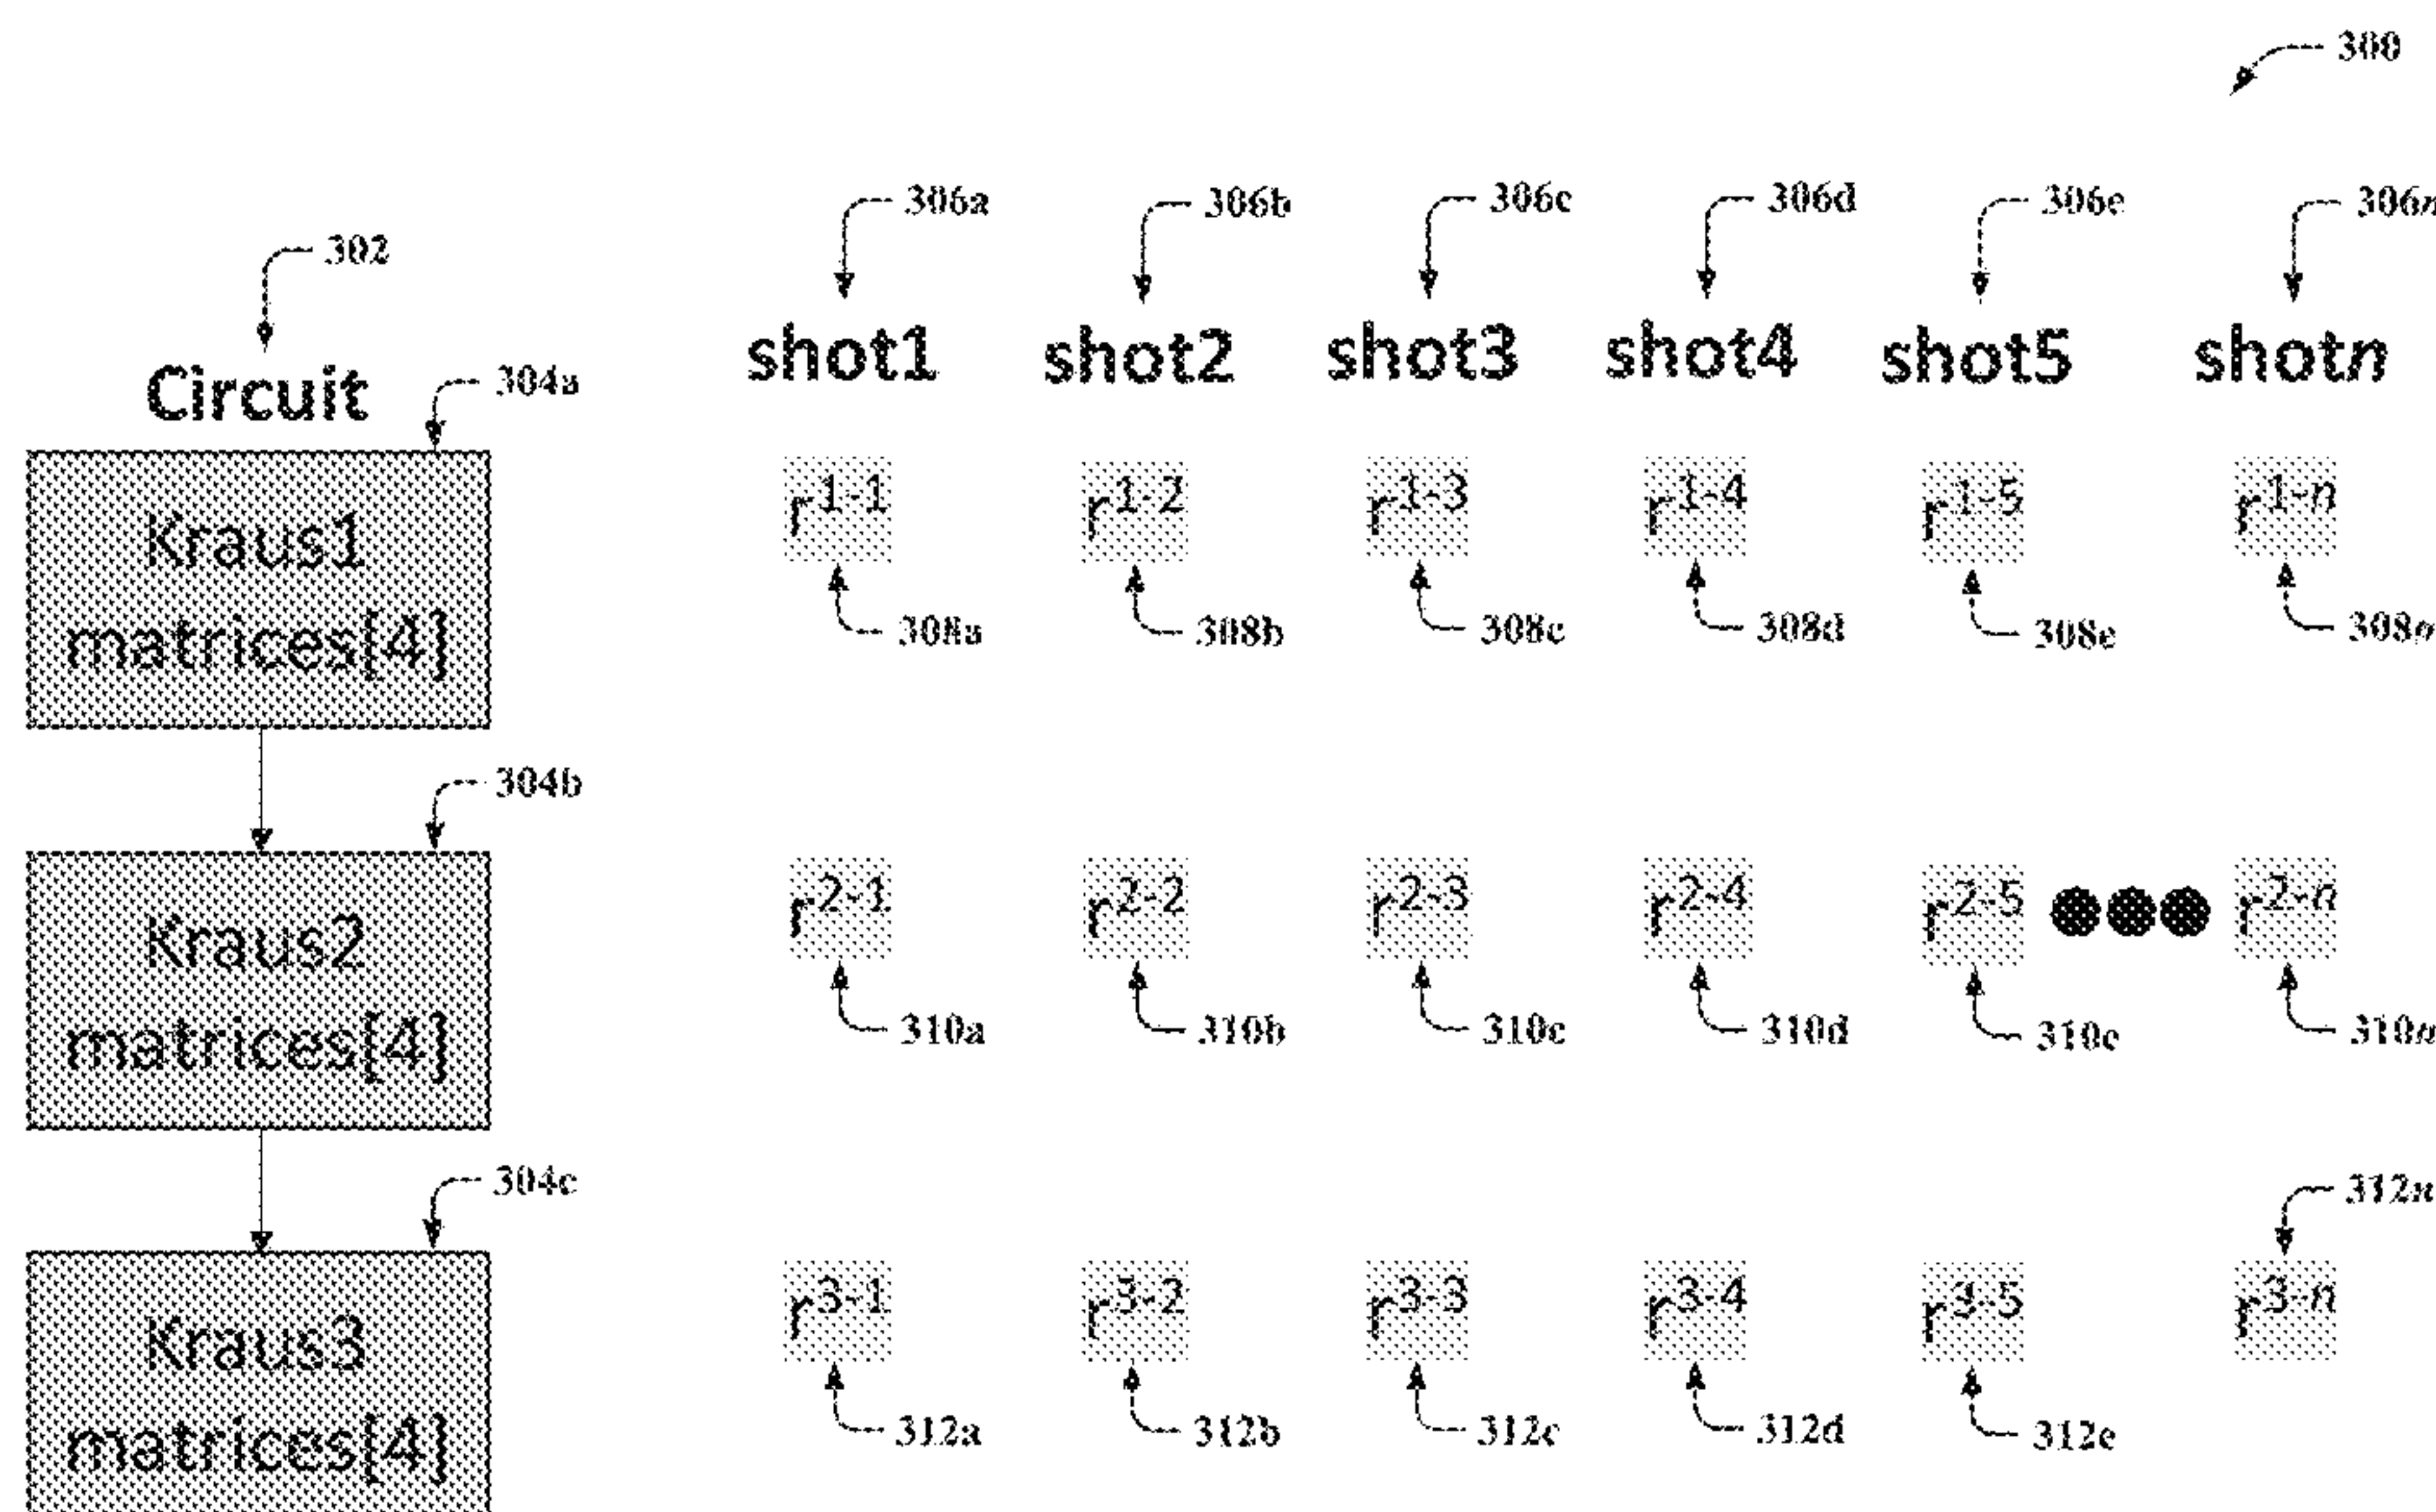 300
306a 306b 306c 306d 306e 306n
302
shot1 shot2 shot3 shot4 shot5 shotn
Circuit 304a
r1-1 r1-2 r1-3 r1-4 r1-5 r1-n
Kraus1
matrices[4]
308a 308b 308c 308d 308e 308n
304b
r2-1 r2-2 r2-3 r2-4 r2-5 ●●● r2-n
Kraus2
matrices[4]
310a 310b 310c 310d 310e 310n
304c 312n
r3-1 r3-2 r3-3 r3-4 r3-5 r3-n
Kraus3
matrices[4]
312a 312b 312c 312d 312e